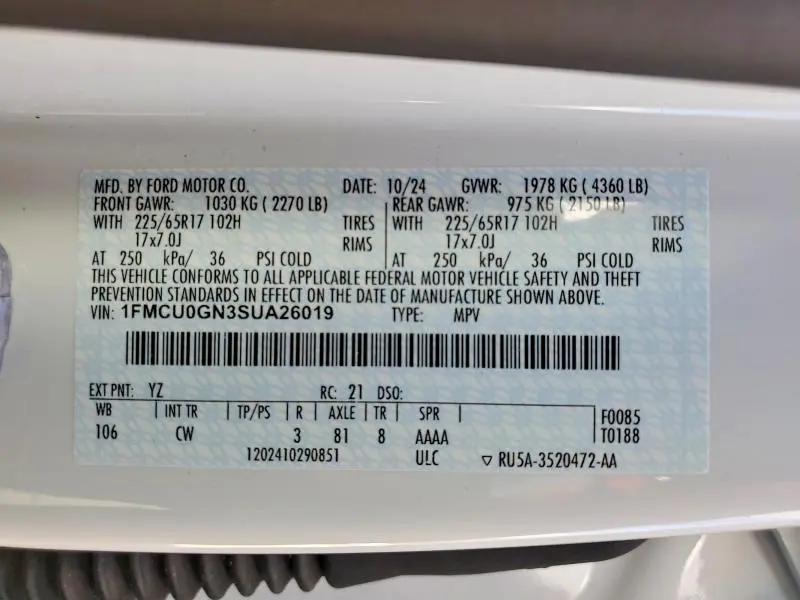 MFD. BY FORD MOTOR CO. DATE: 10/24 GVWR: 1978 KG ( 4360 LB)
FRONT GAWR: 1030 KG ( 2270 LB) REAR GAWR: 975 KG ( 2150 LB)
WITH 225/65R17 102H TIRES WITH 225/65R17 102H TIRES
17x7.0J RIMS 17x7.0J RIMS
AT 250 kPa/ 36 PSI COLD AT 250 kPa/ 36 PSI COLD
THIS VEHICLE CONFORMS TO ALL APPLICABLE FEDERAL MOTOR VEHICLE SAFETY AND THEFT
PREVENTION STANDARDS IN EFFECT ON THE DATE OF MANUFACTURE SHOWN ABOVE.
VIN: 1FMCU0GN3SUA26019 TYPE: MPV
EXT PNT: YZ RC: 21 DSO:
WB INT TR TP/PS R AXLE TR SPR F0085
106 CW 3 81 8 AAAA T0188
1202410290851 ULC ▽ RU5A-3520472-AA